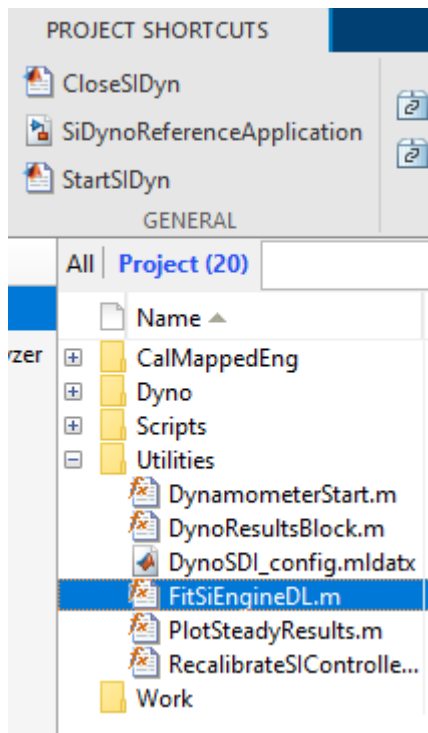 PROJECT SHORTCUTS
CloseSIDyn
SiDynoReferenceApplication
StartSIDyn
GENERAL
All | Project (20)
Name
yzer
CalMappedEng
Dyno
Scripts
Utilities
DynamometerStart.m
DynoResultsBlock.m
DynoSDI_config.mldatx
FitSiEngineDL.m
PlotSteadyResults.m
RecalibrateSIControlle...
Work